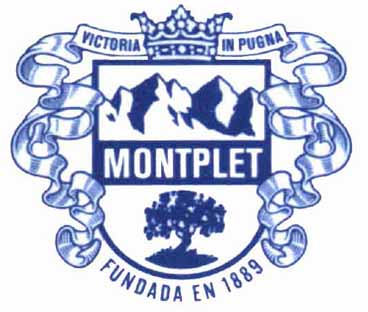 VICTORIA IN PUGNA
MONTPLET
FUNDADA EN 1889